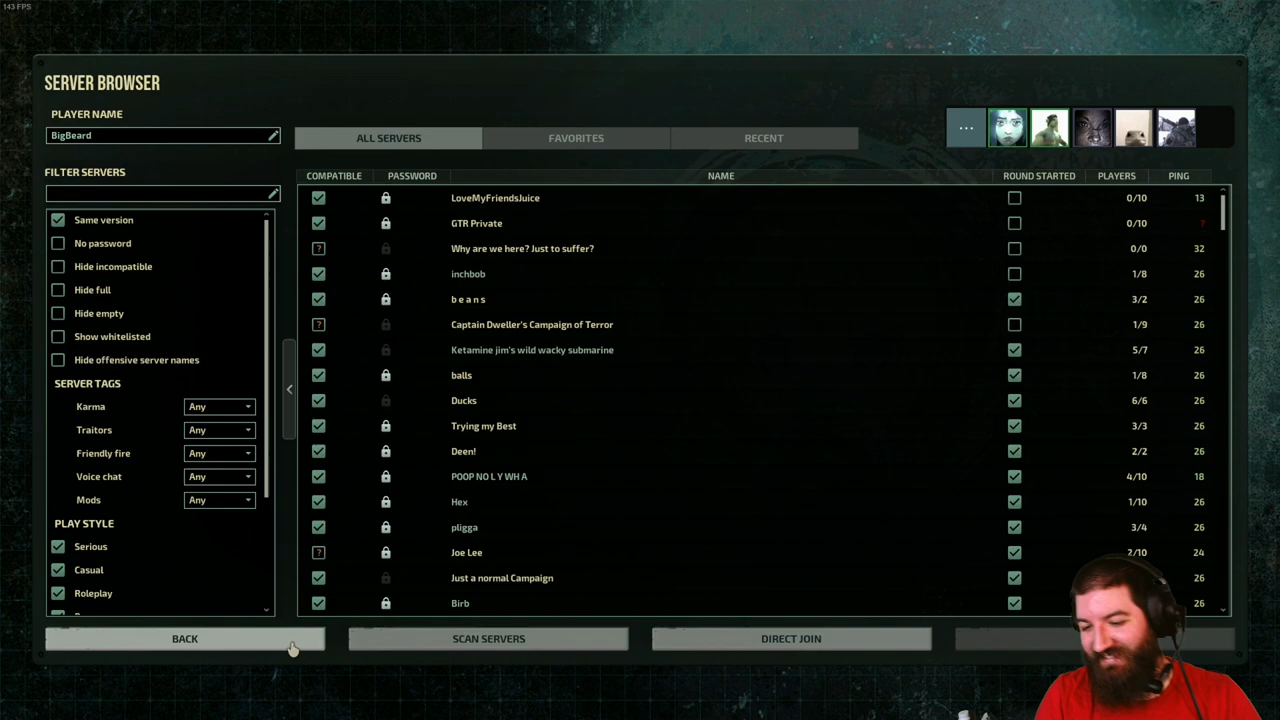 143 FPS
SERVER BROWSER
PLAYER NAME
BigBeard
ALL SERVERS FAVORITES RECENT
...
FILTER SERVERS
Same version
No password
Hide incompatible
Hide full
Hide empty
Show whitelisted
Hide offensive server names
SERVER TAGS
Karma Any
Traitors Any
Friendly fire Any
Voice chat Any
Mods Any
PLAY STYLE
Serious
Casual
Roleplay
COMPATIBLE PASSWORD NAME ROUND STARTED PLAYERS PING
LoveMyFriendsJuice 0/10 13
GTR Private 0/10 ?
? Why are we here? Just to suffer? 0/0 32
inchbob 1/8 26
b e a n s 3/2 26
? Captain Dweller's Campaign of Terror 1/9 26
Ketamine jim's wild wacky submarine 5/7 26
balls 1/8 26
Ducks 6/6 26
Trying my Best 3/3 26
Deen! 2/2 26
POOP NO L Y WH A 4/10 18
Hex 1/10 26
pligga 3/4 26
? Joe Lee 2/10 24
Just a normal Campaign 26
Birb 26
BACK SCAN SERVERS DIRECT JOIN